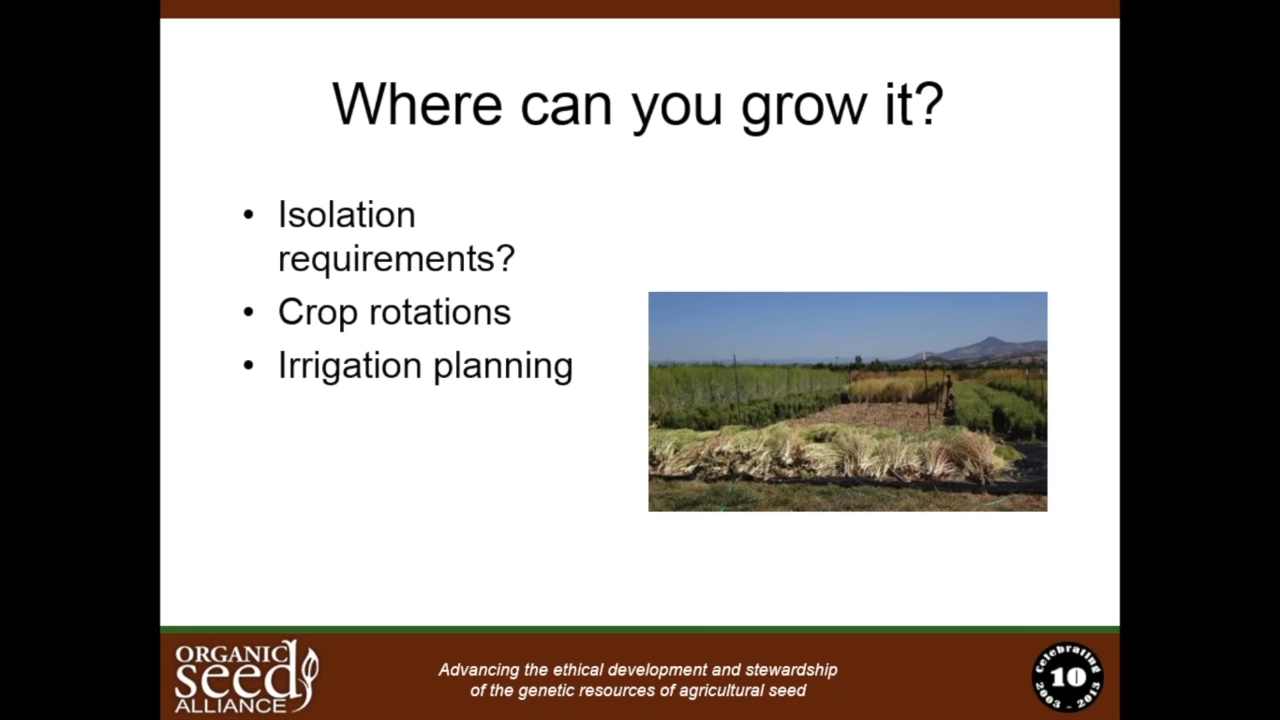 Where can you grow it?
• Isolation
requirements?
• Crop rotations
• Irrigation planning
ORGANIC
seed
ALLIANCE
Advancing the ethical development and stewardship
of the genetic resources of agricultural seed
Celebrating
10
2003 - 2013